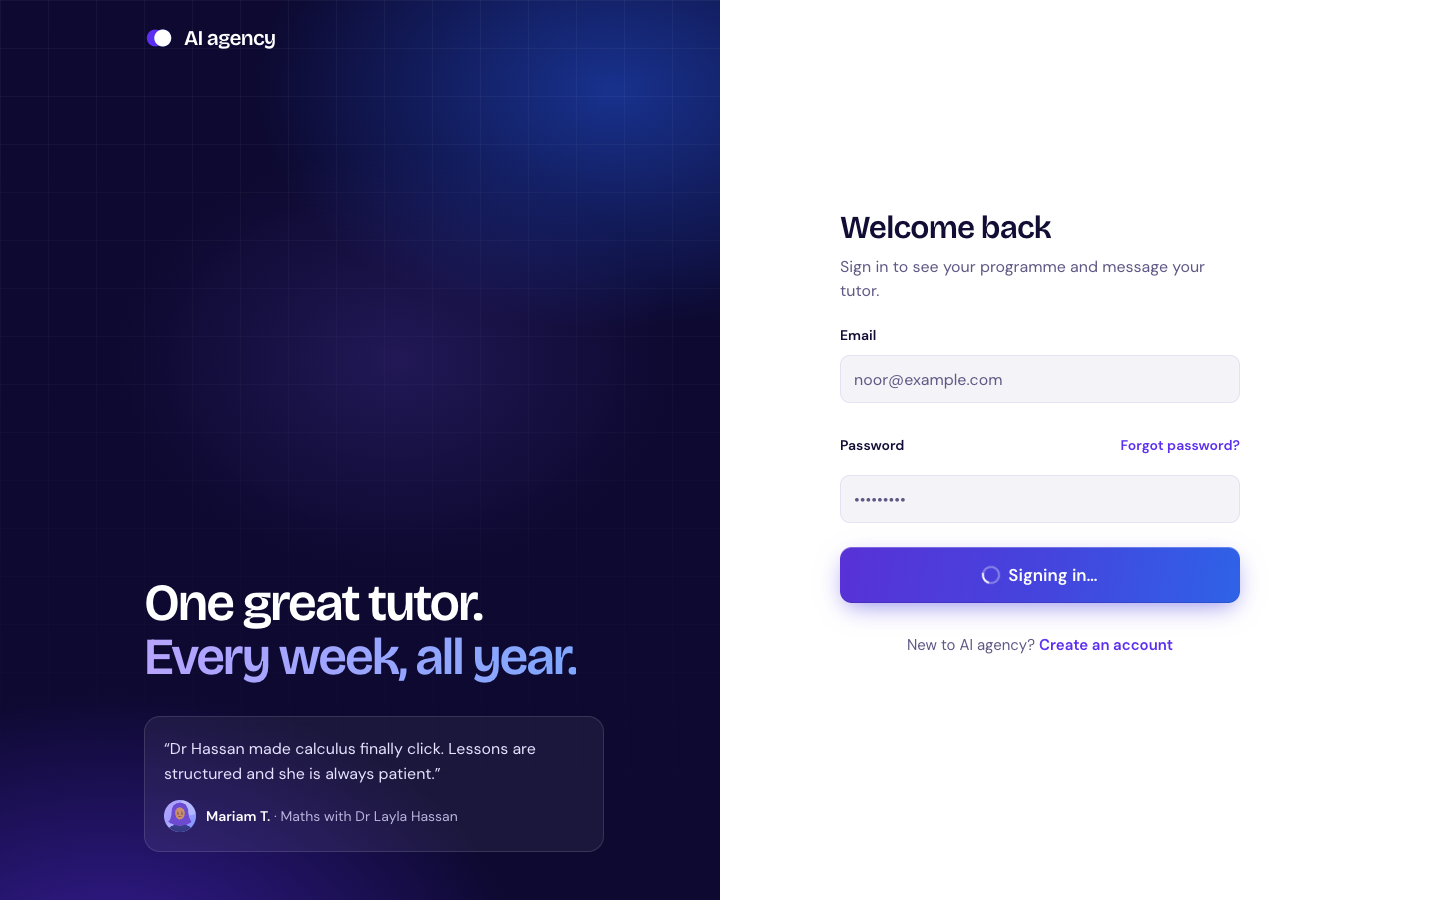 AI agency
One great tutor.
Every week, all year.
“Dr Hassan made calculus finally click. Lessons are
structured and she is always patient.”
Mariam T. · Maths with Dr Layla Hassan
Welcome back
Sign in to see your programme and message your
tutor.
Email
noor@example.com
Password
Forgot password?
•••••••••
Signing in…
New to AI agency? Create an account